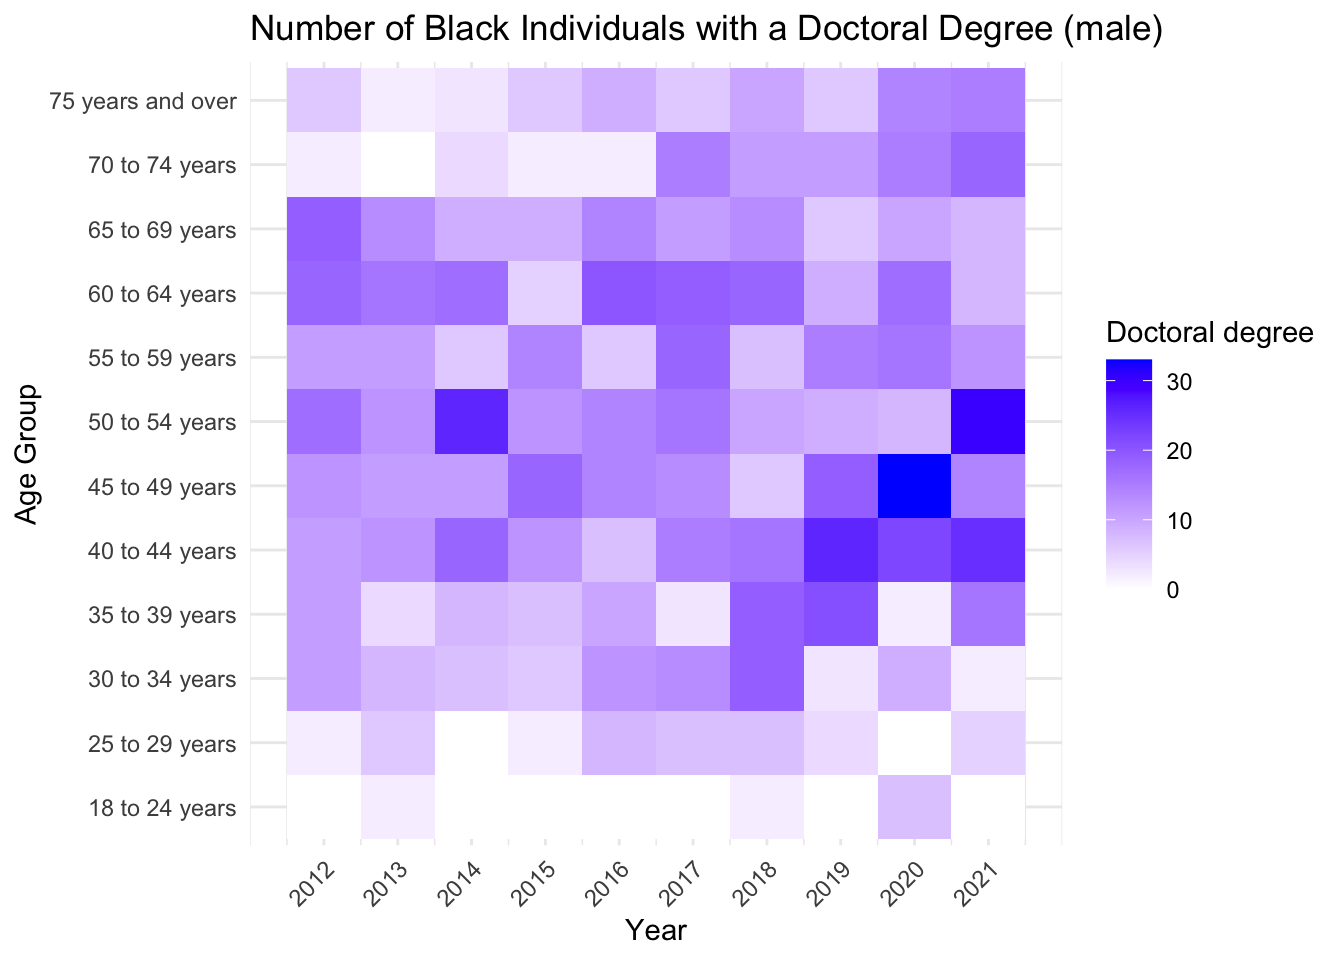 Number of Black Individuals with a Doctoral Degree (male)
75 years and over
70 to 74 years
65 to 69 years
60 to 64 years
55 to 59 years
50 to 54 years
45 to 49 years
40 to 44 years
35 to 39 years
30 to 34 years
25 to 29 years
18 to 24 years
Age Group
2012 2013 2014 2015 2016 2017 2018 2019 2020 2021
Year
Doctoral degree
30
20
10
0